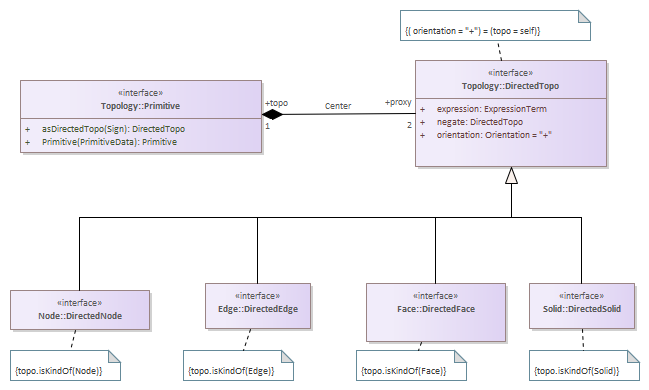 {( orientation = "+") = (topo = self)}
«interface»
Topology::Primitive
+ asDirectedTopo(Sign): DirectedTopo
+ Primitive(PrimitiveData): Primitive
+topo
1
Center
+proxy
2
«interface»
Topology::DirectedTopo
+ expression: ExpressionTerm
+ negate: DirectedTopo
+ orientation: Orientation = "+"
«interface»
Node::DirectedNode
«interface»
Edge::DirectedEdge
«interface»
Face::DirectedFace
«interface»
Solid::DirectedSolid
{topo.isKindOf(Node)}
{topo.isKindOf(Edge)}
{topo.isKindOf(Face)}
{topo.isKindOf(Solid)}